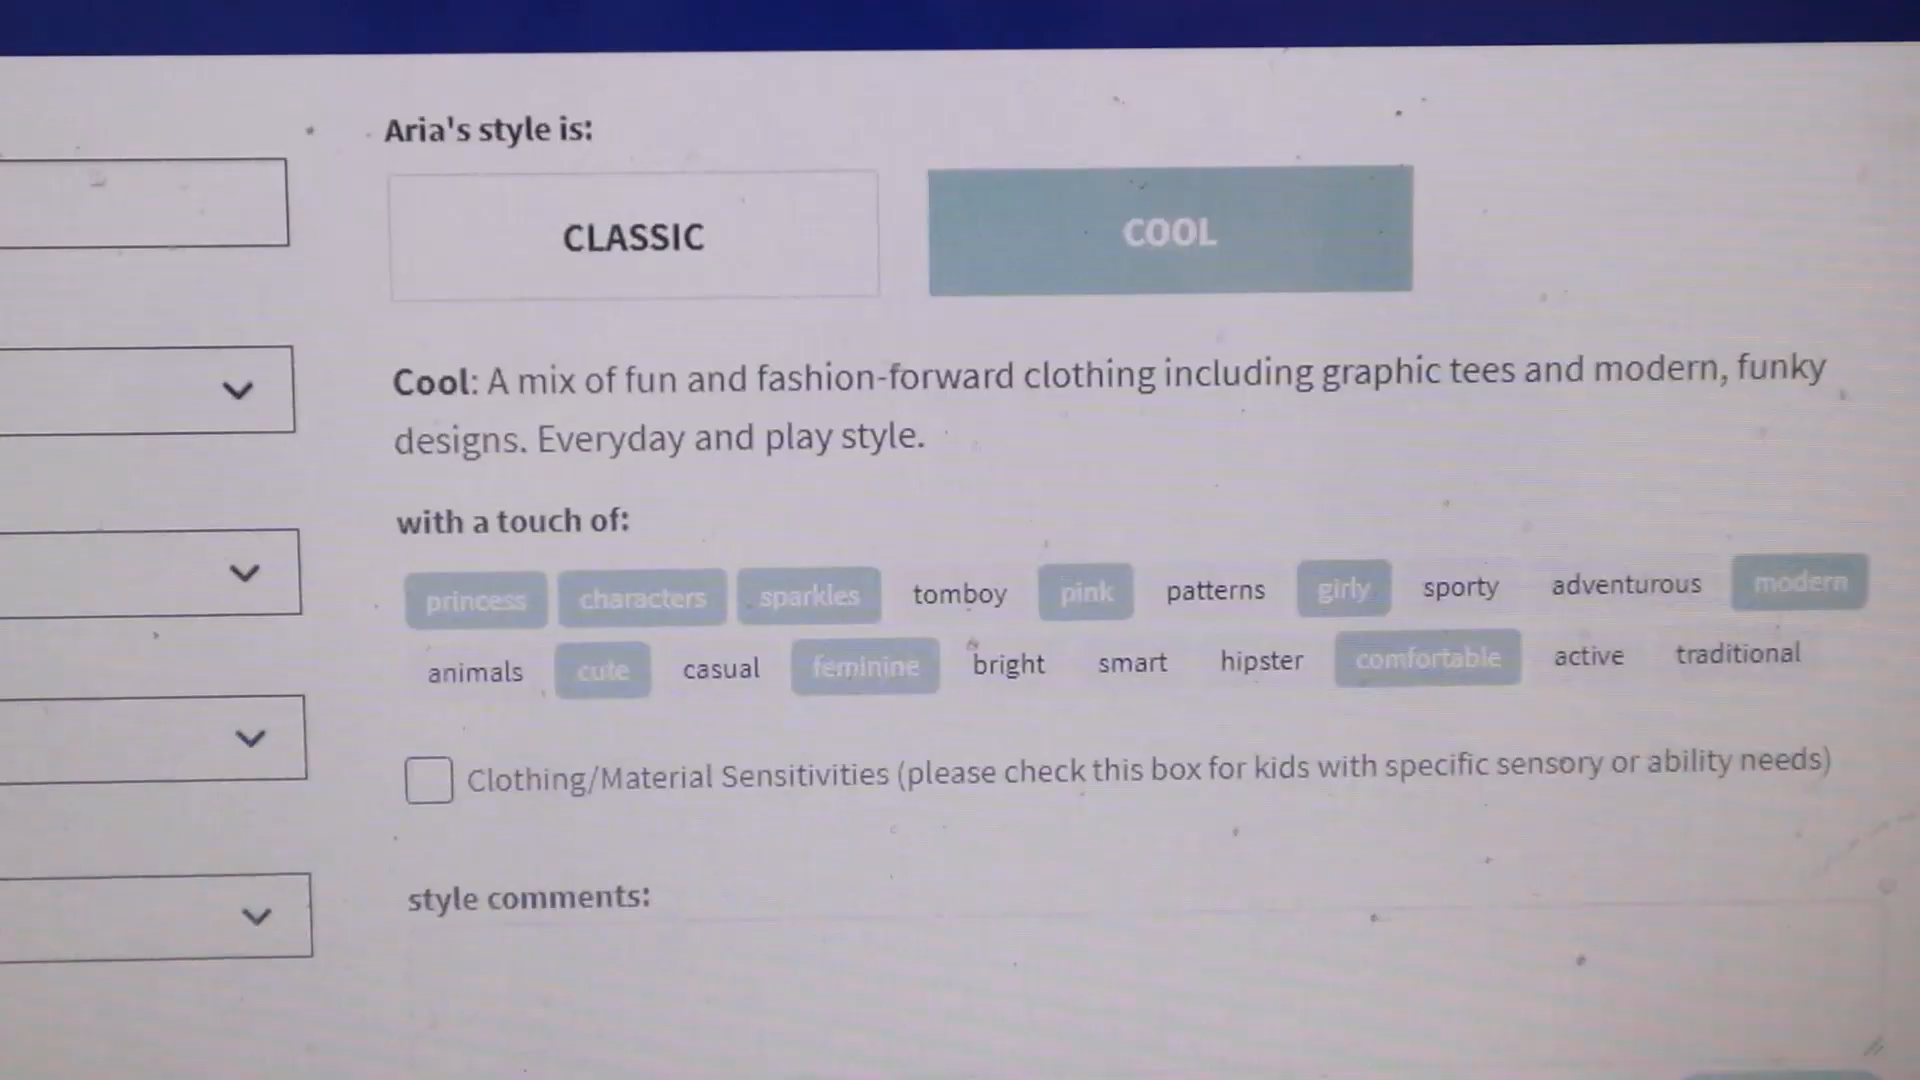 Aria's style is:
CLASSIC
COOL
Cool: A mix of fun and fashion-forward clothing including graphic tees and modern, funky
designs. Everyday and play style.
with a touch of:
princess characters sparkles tomboy pink patterns girly sporty adventurous modern
animals cute casual feminine bright smart hipster comfortable active traditional
Clothing/Material Sensitivities (please check this box for kids with specific sensory or ability needs)
style comments: